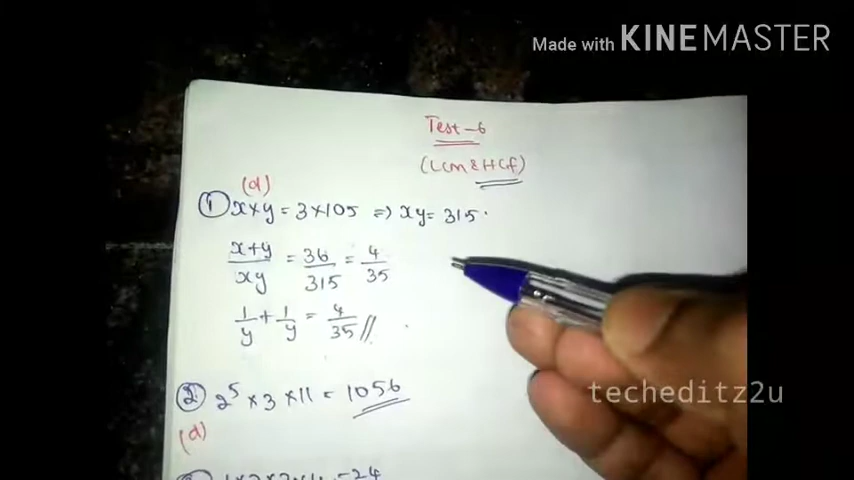 Made with KINEMASTER
Test-6
(LCM & HCF)
(d)
① x×y = 3×105 => xy = 315.
x+y/xy = 36/315 = 4/35
1/y + 1/y = 4/35 //
② 2^5 × 3 × 11 = 1056
(d)
techeditz2u